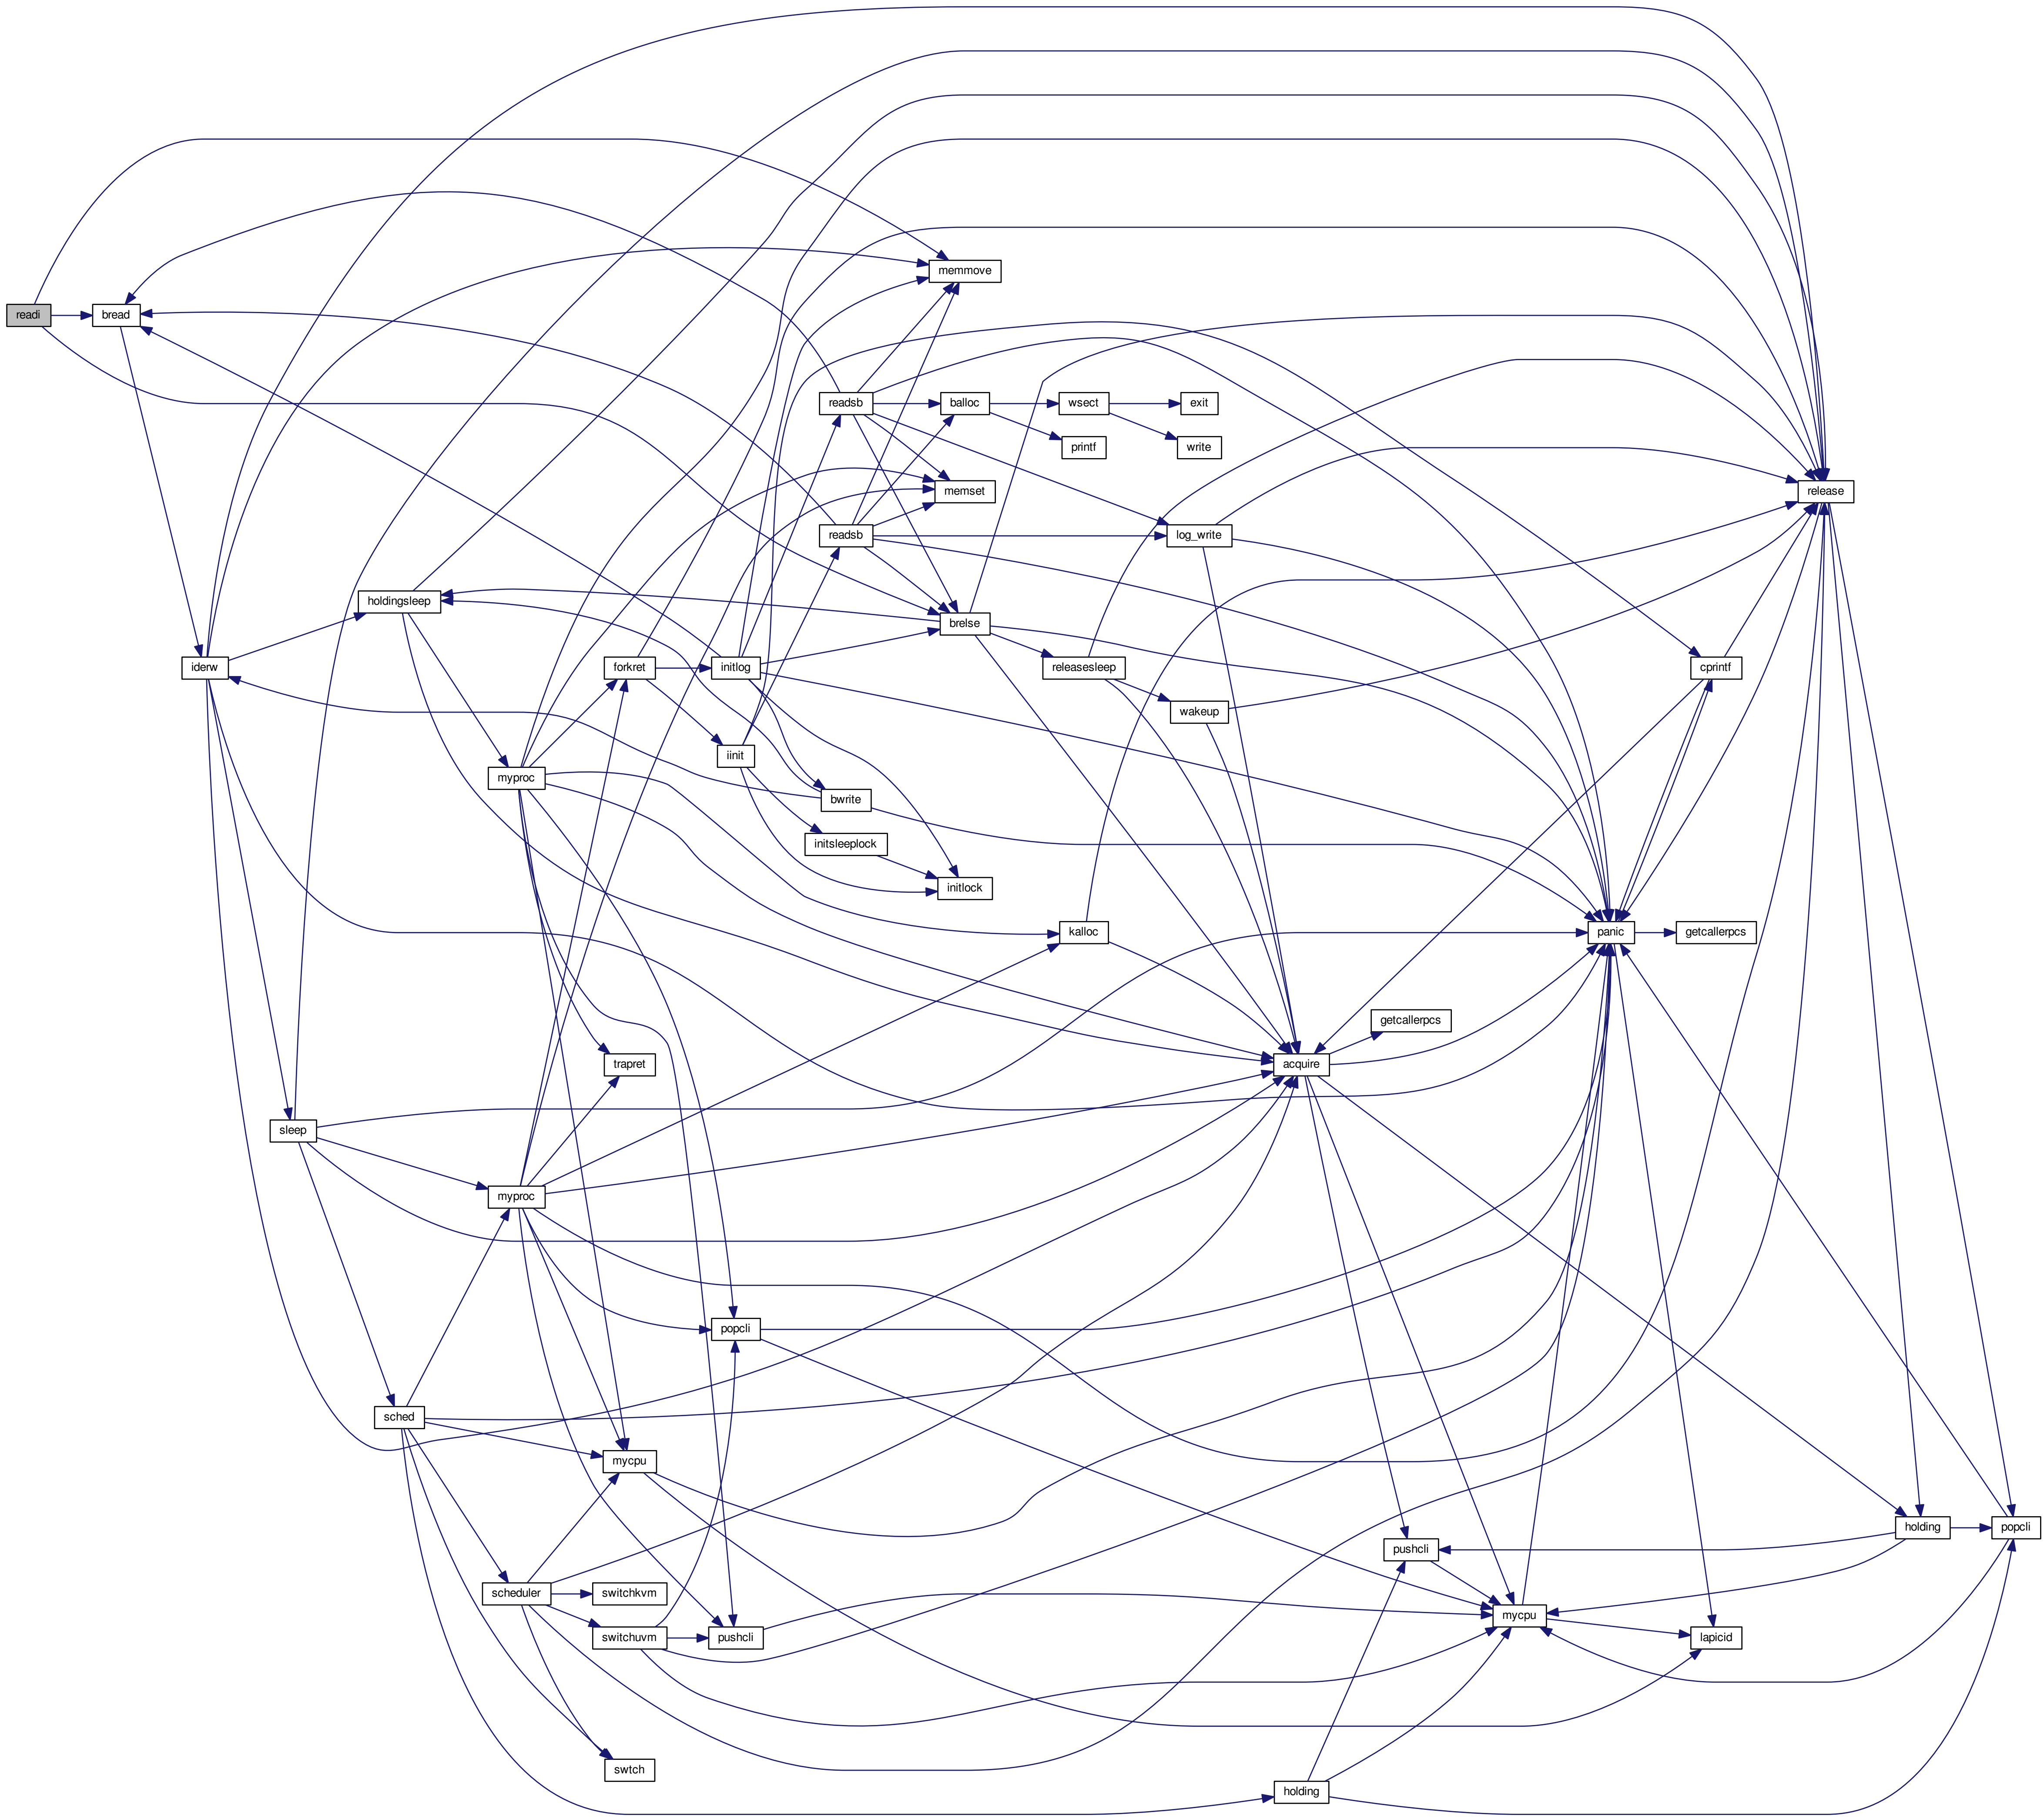 memmove
readi
bread
readsb
balloc
wsect
exit
printf
write
memset
release
readsb
log_write
holdingsleep
brelse
iderw
forkret
initlog
releasesleep
cprintf
wakeup
iinit
myproc
bwrite
initsleeplock
initlock
kalloc
panic
getcallerpcs
getcallerpcs
trapret
acquire
sleep
myproc
popcli
sched
mycpu
holding
popcli
pushcli
scheduler
switchkvm
mycpu
switchuvm
pushcli
lapicid
swtch
holding